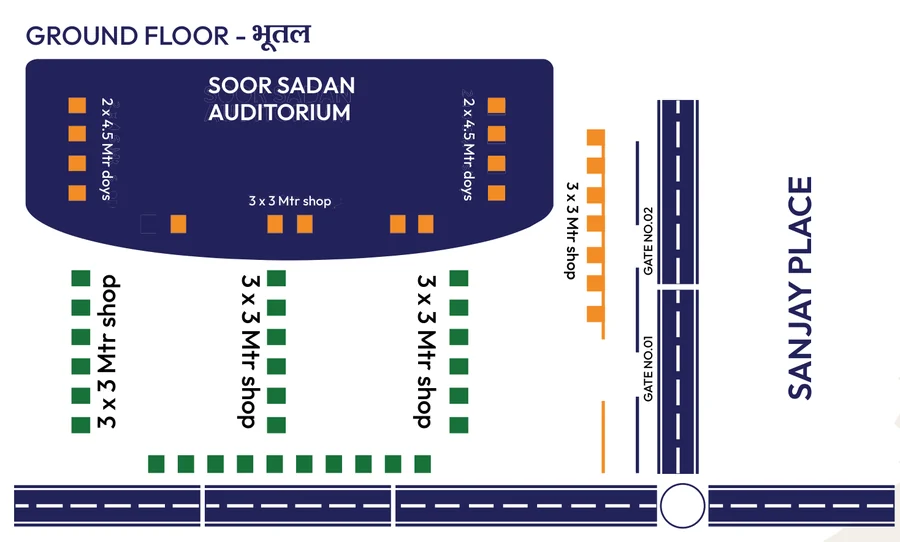 GROUND FLOOR - भूतल
SOOR SADAN
AUDITORIUM
2 x 4.5 Mtr doys
2 x 4.5 Mtr doys
3 x 3 Mtr shop
3 x 3 Mtr shop
3 x 3 Mtr shop
3 x 3 Mtr shop
3 x 3 Mtr shop
GATE NO.02
GATE NO.01
SANJAY PLACE